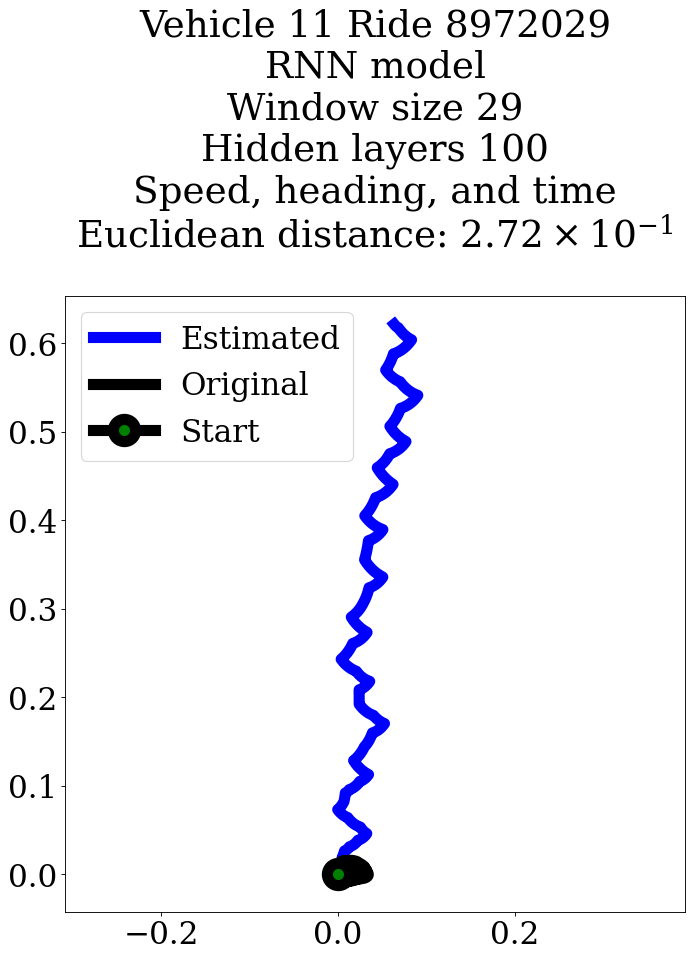 Vehicle 11 Ride 8972029
RNN model
Window size 29
Hidden layers 100
Speed, heading, and time
Euclidean distance: 2.72 × 10⁻¹
Estimated
Original
Start
0.6
0.5
0.4
0.3
0.2
0.1
0.0
−0.2 0.0 0.2